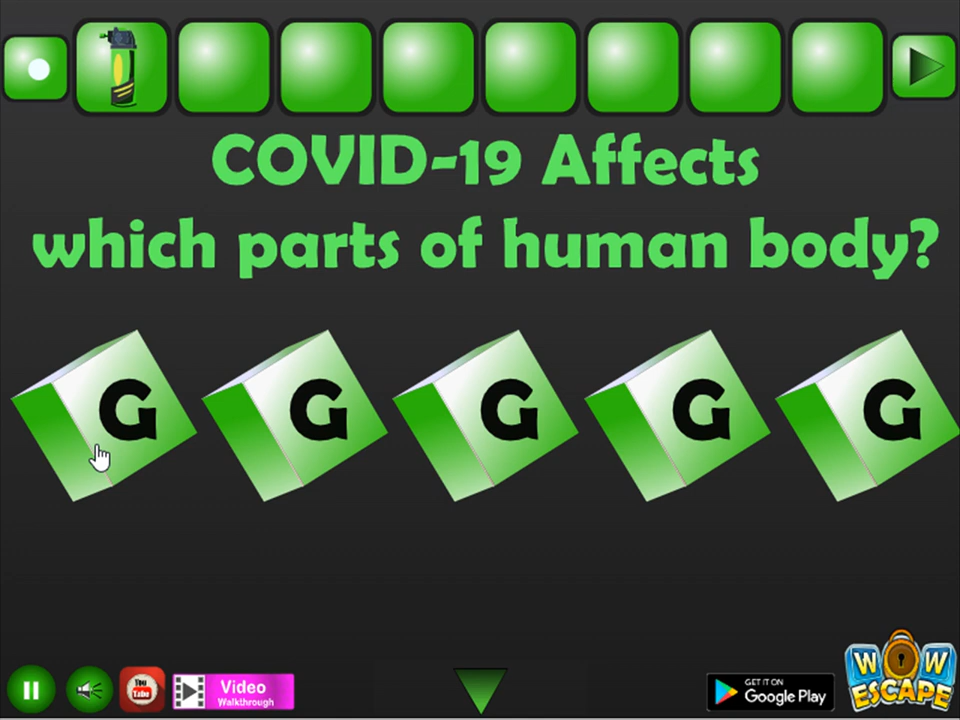 COVID-19 Affects
which parts of human body?
G G G G G
You
Tube
Video
Walkthrough
GET IT ON
Google Play
WOW
ESCAPE